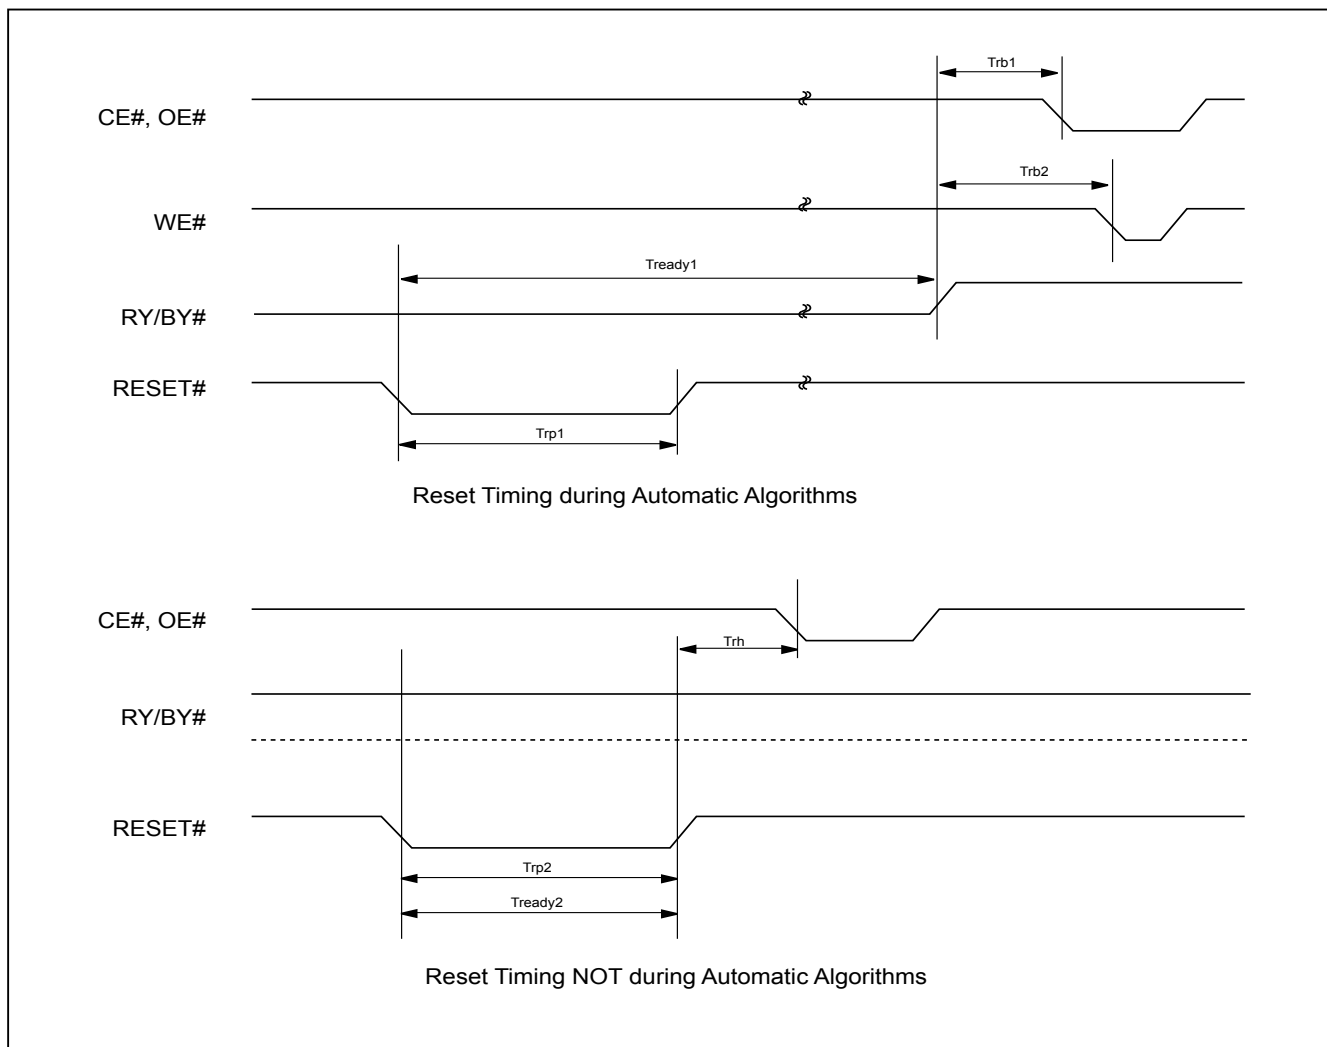 Trb1
CE#, OE#
Trb2
WE#
Tready1
RY/BY#
RESET#
Trp1
Reset Timing during Automatic Algorithms
CE#, OE#
Trh
RY/BY#
RESET#
Trp2
Tready2
Reset Timing NOT during Automatic Algorithms